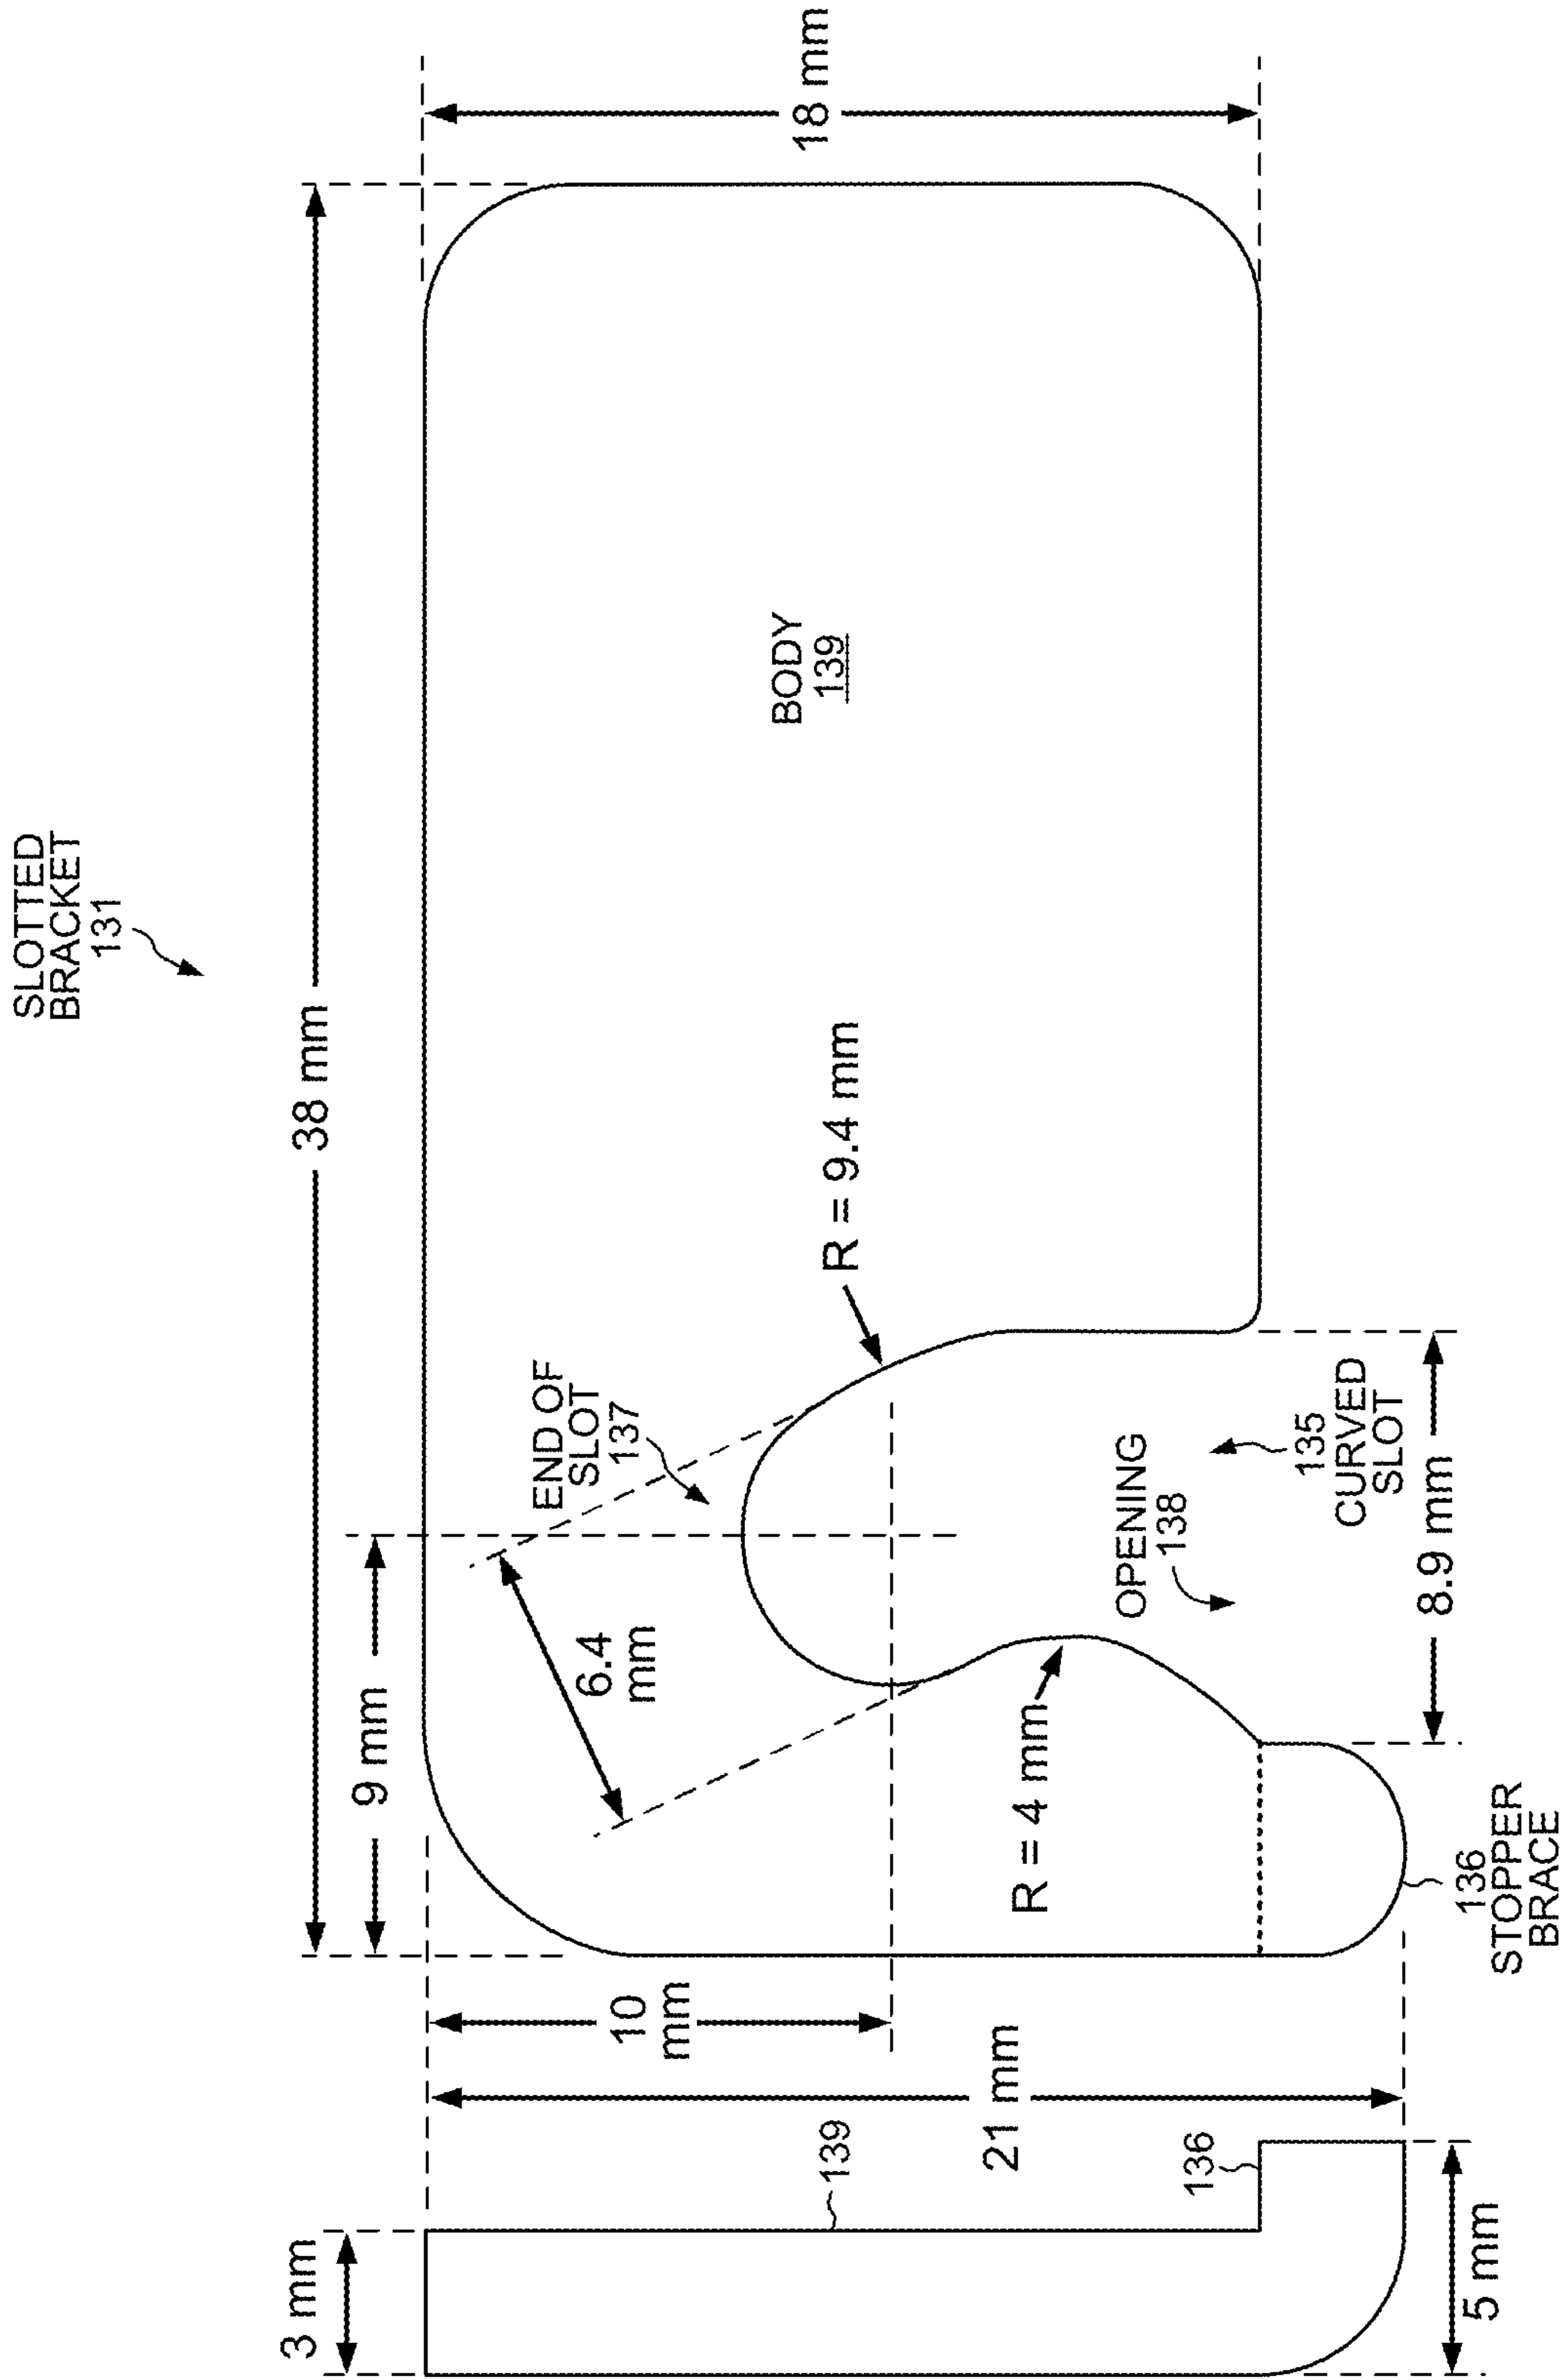 SLOTTED
BRACKET
131
38 mm
18 mm
BODY
139
R = 9.4 mm
END OF
SLOT
137
9 mm
6.4
mm
OPENING
138
135
CURVED
SLOT
8.9 mm
R = 4 mm
136
STOPPER
BRACE
10
mm
21 mm
139
136
3 mm
5 mm